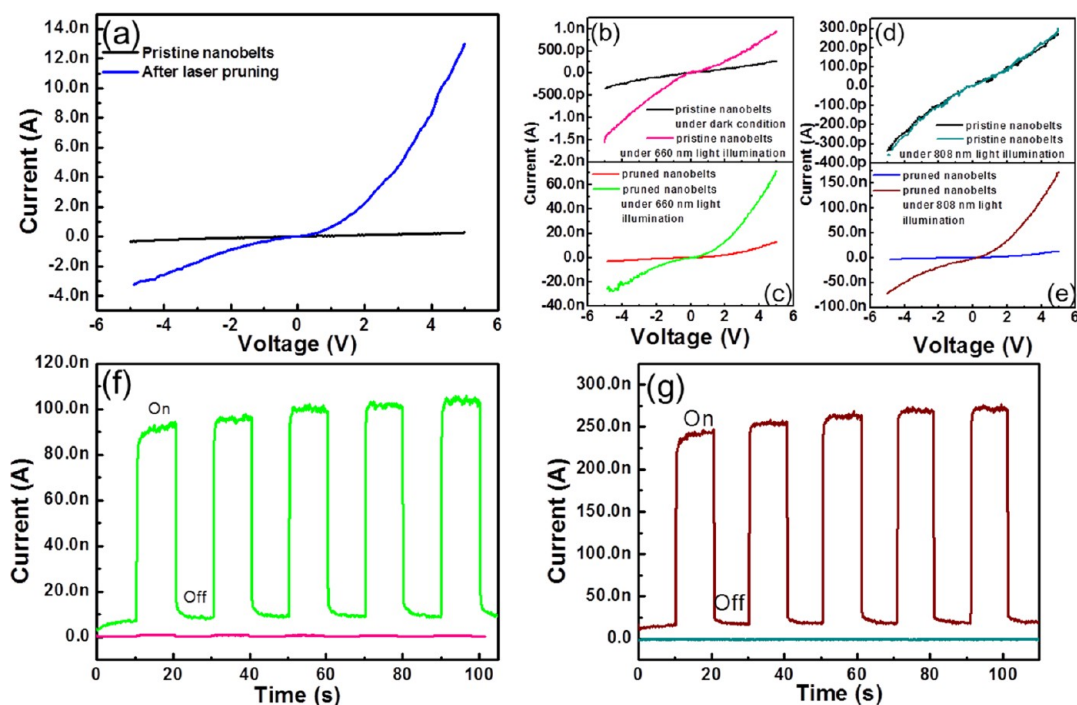 (a)
Pristine nanobelts
After laser pruning
14.0n
12.0n
10.0n
8.0n
6.0n
4.0n
2.0n
0.0
-2.0n
-4.0n
Current (A)
-6 -4 -2 0 2 4 6
Voltage (V)
(b)
1.0n
500.0p
0.0
-500.0p
-1.0n
-1.5n
-2.0n
pristine nanobelts
under dark condition
pristine nanobelts
under 660 nm light illumination
Current (A)
60.0n
40.0n
20.0n
0.0
-20.0n
-40.0n
pruned nanobelts
pruned nanobelts
under 660 nm light
illumination
(c)
-6 -4 -2 0 2 4 6
Voltage (V)
(d)
300.0p
200.0p
100.0p
0.0
-100.0p
-200.0p
-300.0p
-400.0p
pristine nanobelts
pristine nanobelts
under 808 nm light illumination
Current (A)
150.0n
100.0n
50.0n
0.0
-50.0n
-100.0n
pruned nanobelts
pruned nanobelts
under 808 nm light
illumination
(e)
-6 -4 -2 0 2 4 6
Voltage (V)
(f)
120.0n
100.0n
80.0n
60.0n
40.0n
20.0n
0.0
On
Off
Current (A)
0 20 40 60 80 100
Time (s)
(g)
300.0n
250.0n
200.0n
150.0n
100.0n
50.0n
0.0
On
Off
Current (A)
0 20 40 60 80 100
Time (s)